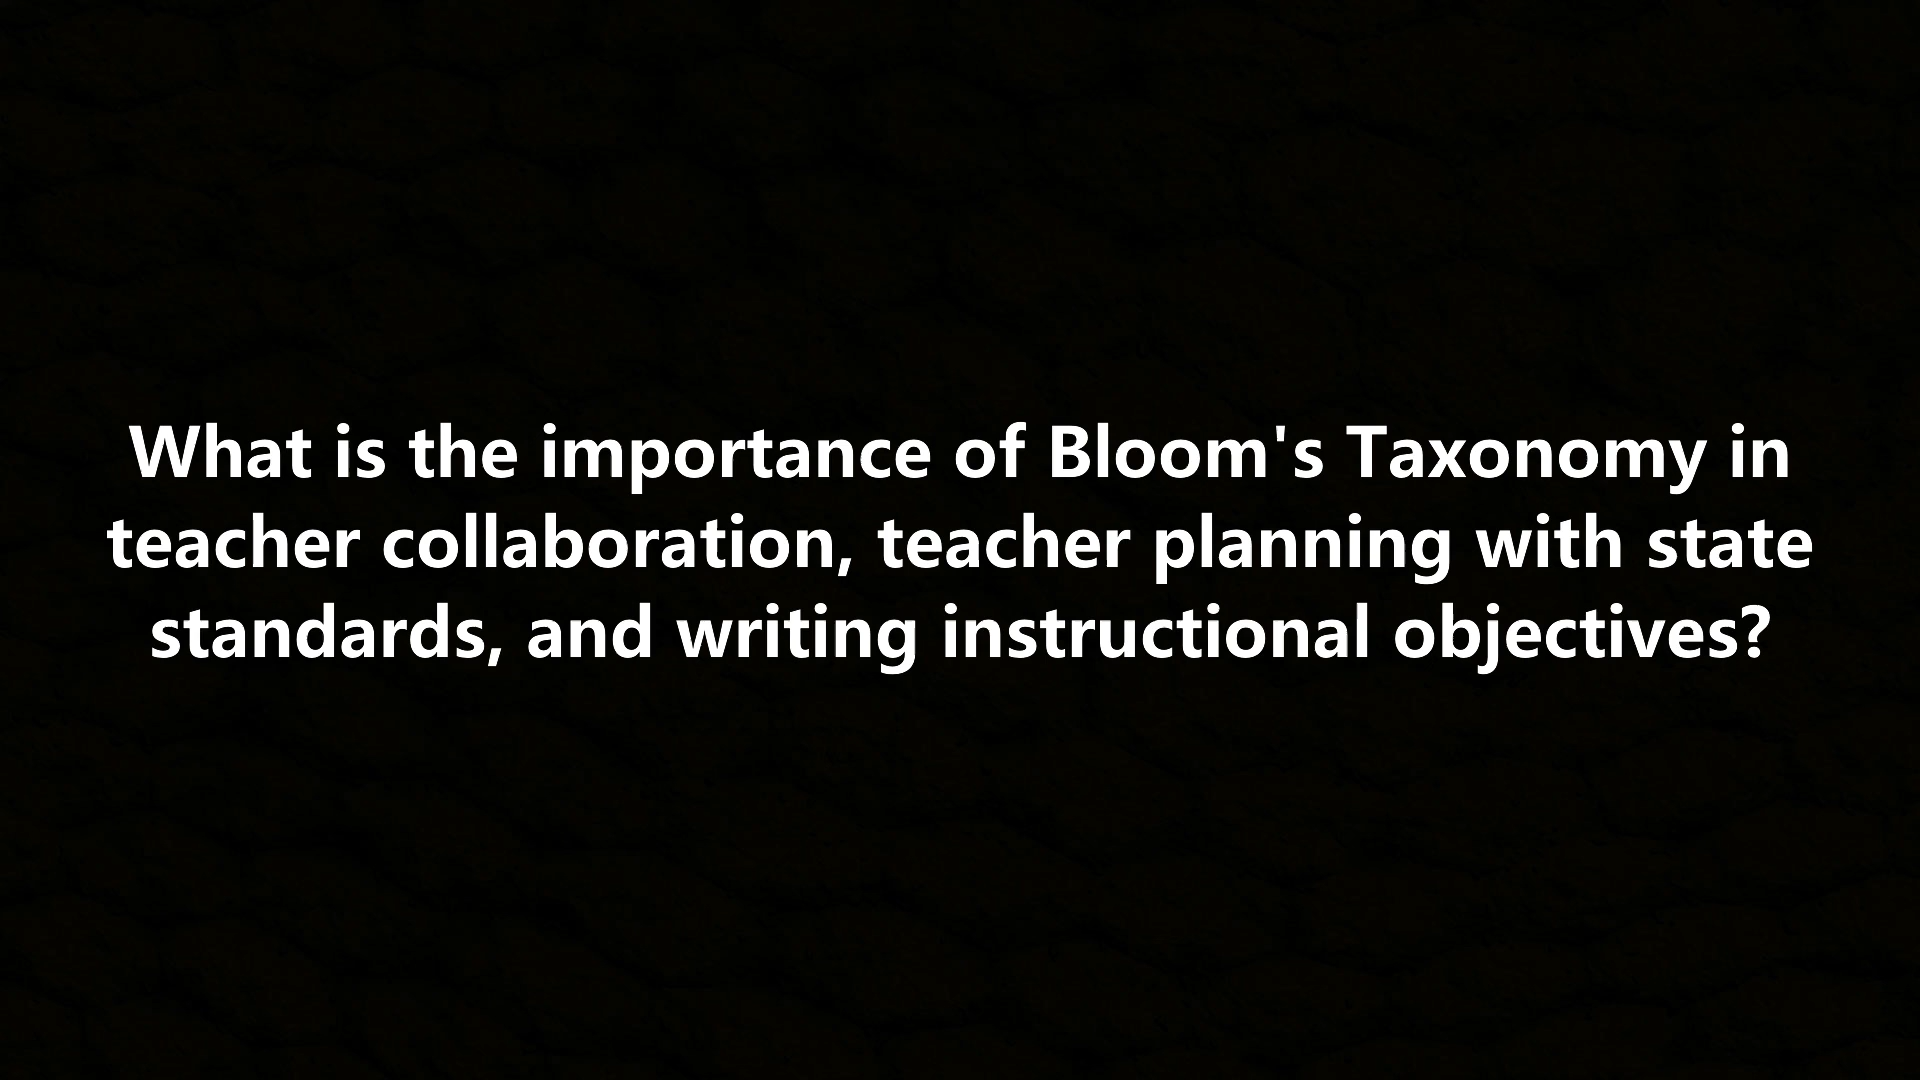 What is the importance of Bloom's Taxonomy in
teacher collaboration, teacher planning with state
standards, and writing instructional objectives?